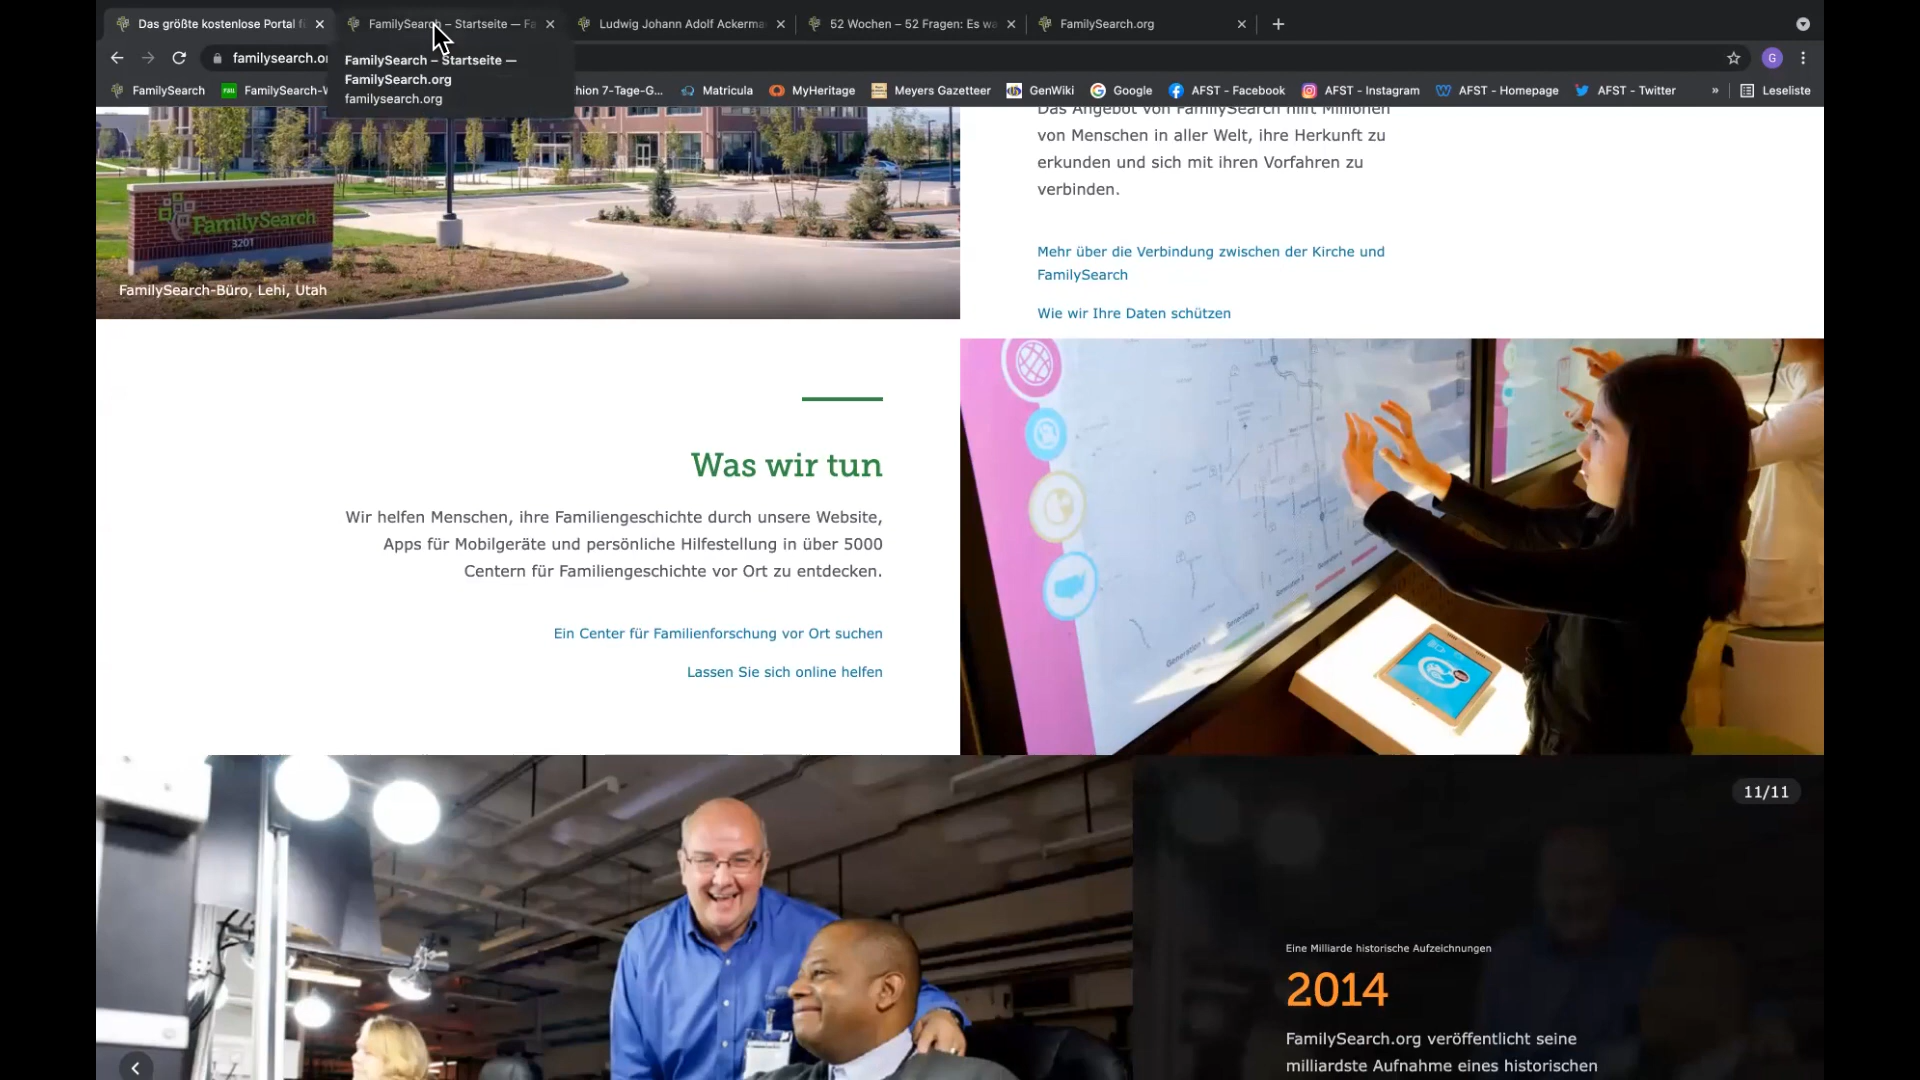 Das größte kostenlose Portal
FamilySearch – Startseite — Fa
Ludwig Johann Adolf Ackerma
52 Wochen – 52 Fragen: Es wa
FamilySearch.org
familysearch.or
FamilySearch – Startseite —
FamilySearch.org
familysearch.org
FamilySearch
FamilySearch-W
hion 7-Tage-G...
Matricula
MyHeritage
Meyers Gazetteer
GenWiki
Google
AFST - Facebook
AFST - Instagram
AFST - Homepage
AFST - Twitter
»
Leseliste
G
FamilySearch
3201
FamilySearch-Büro, Lehi, Utah
Das Angebot von FamilySearch hilft Millionen
von Menschen in aller Welt, ihre Herkunft zu
erkunden und sich mit ihren Vorfahren zu
verbinden.
Mehr über die Verbindung zwischen der Kirche und
FamilySearch
Wie wir Ihre Daten schützen
Was wir tun
Wir helfen Menschen, ihre Familiengeschichte durch unsere Website,
Apps für Mobilgeräte und persönliche Hilfestellung in über 5000
Centern für Familiengeschichte vor Ort zu entdecken.
Ein Center für Familienforschung vor Ort suchen
Lassen Sie sich online helfen
11/11
Eine Milliarde historische Aufzeichnungen
2014
FamilySearch.org veröffentlicht seine
milliardste Aufnahme eines historischen